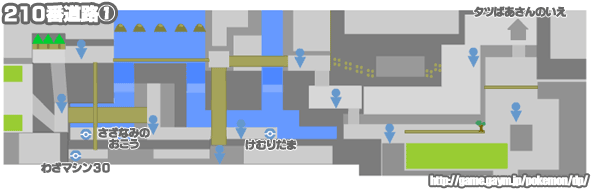 210番道路①
タツばあさんのいえ
さざなみの
おこう
けむりだま
わざマシン30
http://game.paym.jp/pokemon/dp/